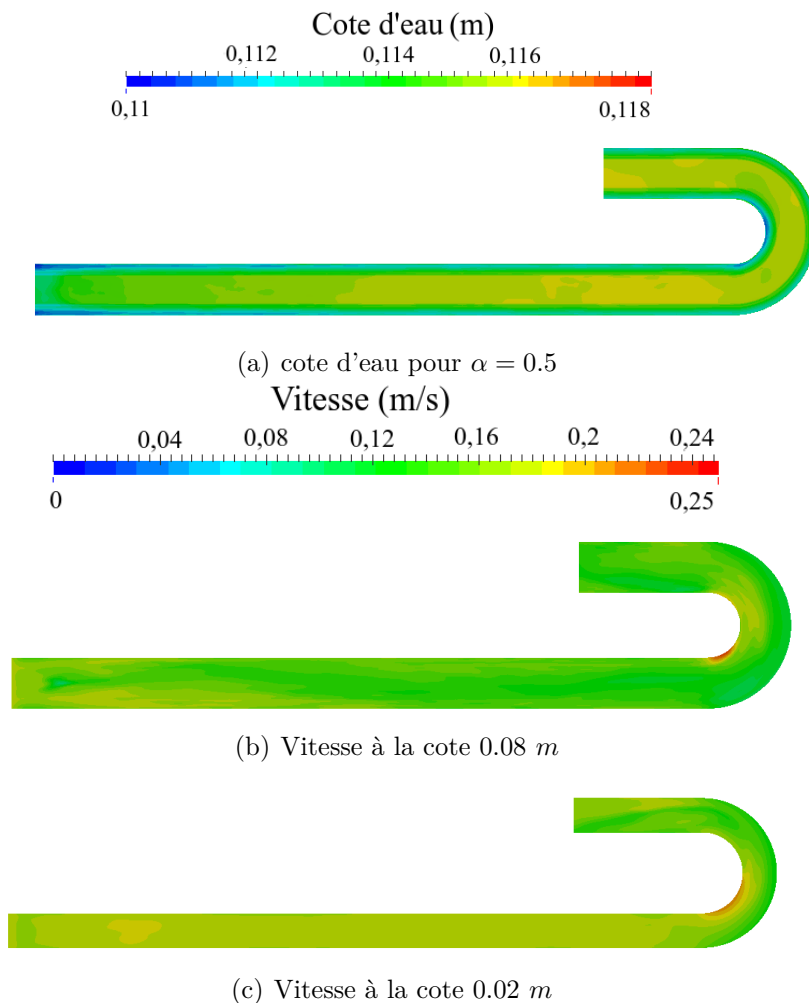 Cote d'eau (m)
0,112 0,114 0,116
0,11 0,118
(a) cote d'eau pour α = 0.5
Vitesse (m/s)
0,04 0,08 0,12 0,16 0,2 0,24
0 0,25
(b) Vitesse à la cote 0.08 m
(c) Vitesse à la cote 0.02 m